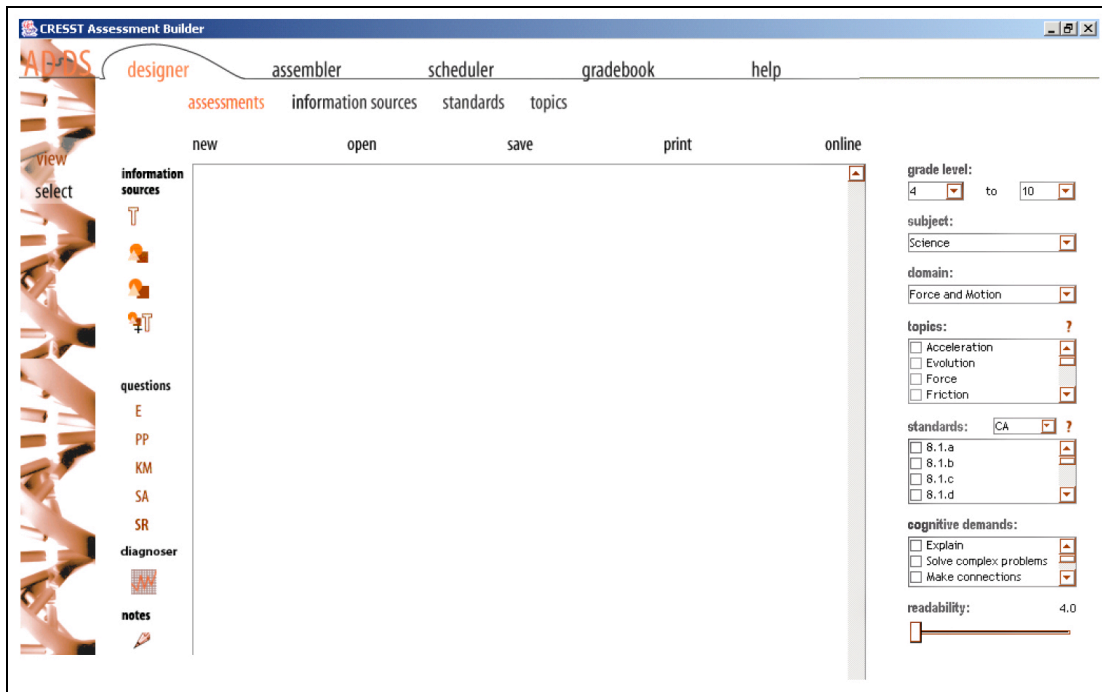 CRESST Assessment Builder
ADDS
designer assembler scheduler gradebook help
assessments information sources standards topics
new open save print online
view
select
information
sources
T
T
questions
E
PP
KM
SA
SR
diagnoser
notes
grade level:
4 to 10
subject:
Science
domain:
Force and Motion
topics: ?
Acceleration
Evolution
Force
Friction
standards: CA ?
8.1.a
8.1.b
8.1.c
8.1.d
cognitive demands:
Explain
Solve complex problems
Make connections
readability: 4.0